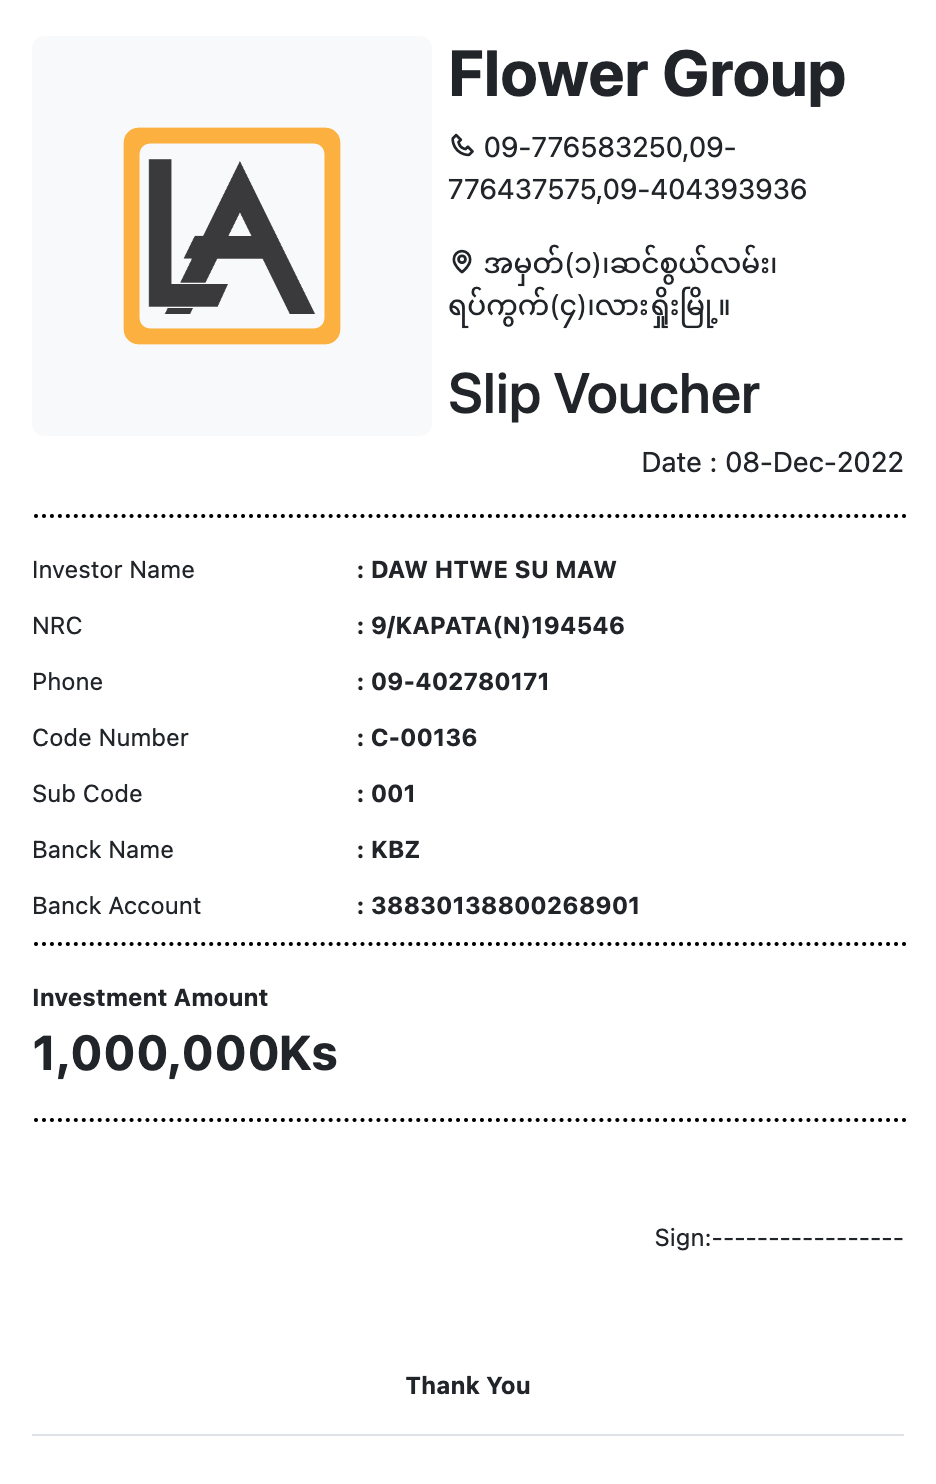 LA
Flower Group
09-776583250,09-
776437575,09-404393936
အမှတ်(၁)၊ဆင်စွယ်လမ်း၊
ရပ်ကွက်(၄)၊လားရှိူးမြို့။
Slip Voucher
Date : 08-Dec-2022
Investor Name : DAW HTWE SU MAW
NRC : 9/KAPATA(N)194546
Phone : 09-402780171
Code Number : C-00136
Sub Code : 001
Banck Name : KBZ
Banck Account : 38830138800268901
Investment Amount
1,000,000Ks
Sign:-----------------
Thank You